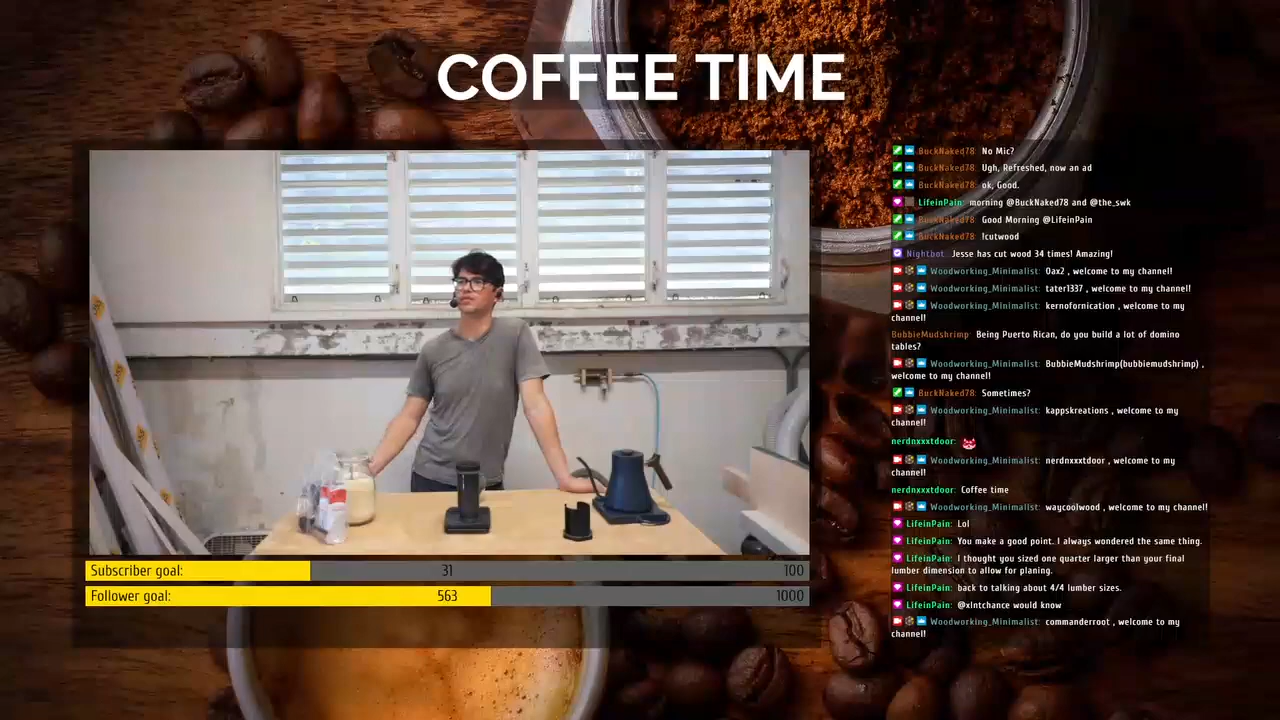 COFFEE TIME
BuckNaked78: No Mic?
BuckNaked78: Ugh, Refreshed, now an ad
BuckNaked78: ok, Good.
LifeinPain: morning @BuckNaked78 and @the_swk
BuckNaked78: Good Morning @LifeinPain
BuckNaked78: !cutwood
Nightbot: Jesse has cut wood 34 times! Amazing!
Woodworking_Minimalist: 0ax2 , welcome to my channel!
Woodworking_Minimalist: tater1337 , welcome to my channel!
Woodworking_Minimalist: kernofornication , welcome to my
channel!
BubbieMudshrimp: Being Puerto Rican, do you build a lot of domino
tables?
Woodworking_Minimalist: BubbieMudshrimp(bubbiemudshrimp) ,
welcome to my channel!
BuckNaked78: Sometimes?
Woodworking_Minimalist: kappskreations , welcome to my
channel!
nerdnxxxtdoor:
Woodworking_Minimalist: nerdnxxxtdoor , welcome to my
channel!
nerdnxxxtdoor: Coffee time
Woodworking_Minimalist: waycoolwood , welcome to my channel!
LifeinPain: Lol
LifeinPain: You make a good point. I always wondered the same thing.
LifeinPain: I thought you sized one quarter larger than your final
lumber dimension to allow for planing.
LifeinPain: back to talking about 4/4 lumber sizes.
LifeinPain: @xlntchance would know
Woodworking_Minimalist: commanderroot , welcome to my
channel!
Subscriber goal: 31 100
Follower goal: 563 1000